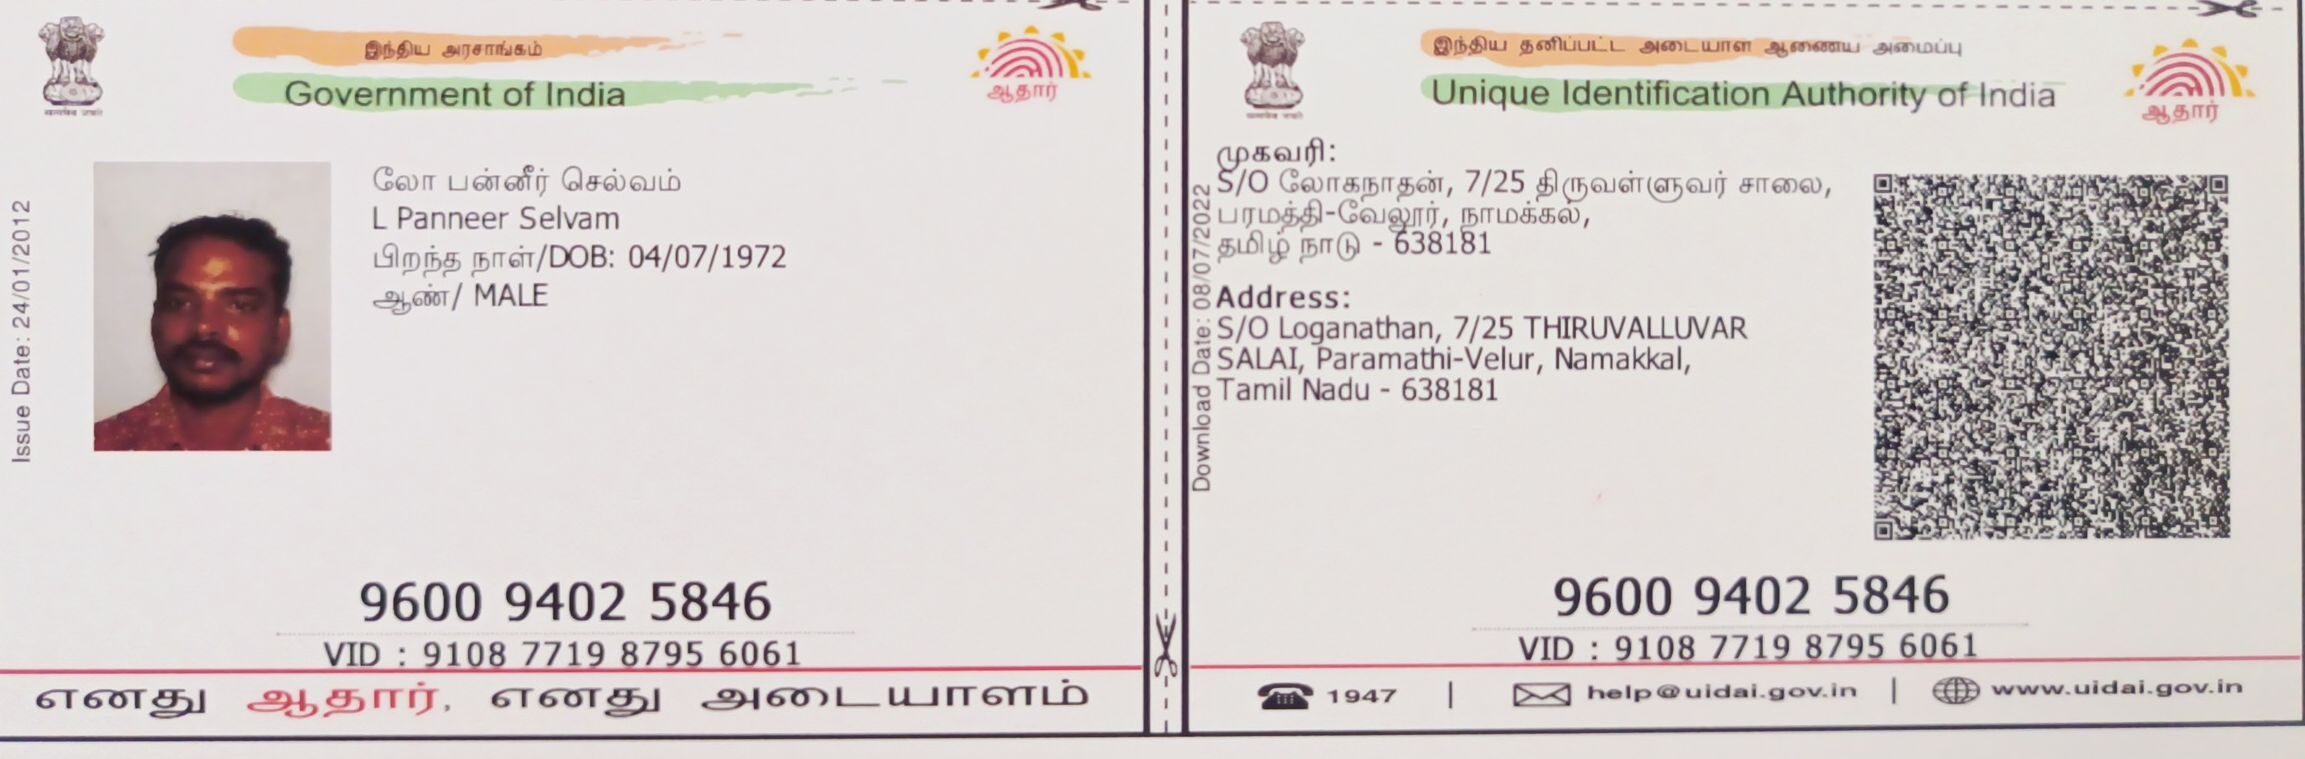 இந்திய அரசாங்கம்
Government of India
ஆதார்
Issue Date: 24/01/2012
லோ பன்னீர் செல்வம்
L Panneer Selvam
பிறந்த நாள்/DOB: 04/07/1972
ஆண்/ MALE
9600 9402 5846
VID : 9108 7719 8795 6061
எனது ஆதார், எனது அடையாளம்
இந்திய தனிப்பட்ட அடையாள ஆணைய அமைப்பு
Unique Identification Authority of India
ஆதார்
Download Date: 08/07/2022
முகவரி:
S/O லோகநாதன், 7/25 திருவள்ளுவர் சாலை,
பரமத்தி-வேலூர், நாமக்கல்,
தமிழ் நாடு - 638181
Address:
S/O Loganathan, 7/25 THIRUVALLUVAR
SALAI, Paramathi-Velur, Namakkal,
Tamil Nadu - 638181
9600 9402 5846
VID : 9108 7719 8795 6061
1947 | help@uidai.gov.in | www.uidai.gov.in